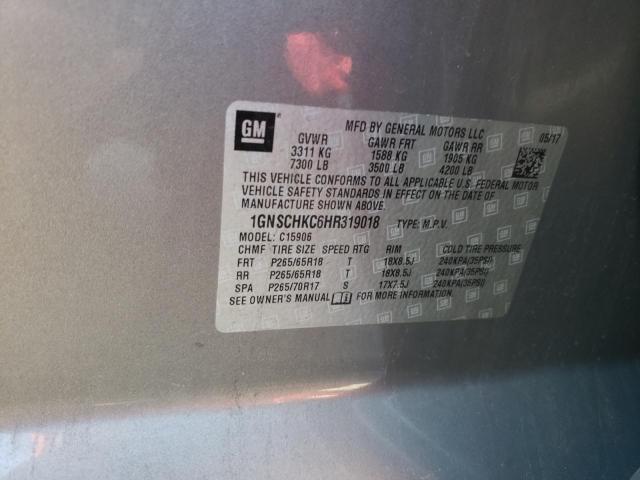 GM
MFD BY GENERAL MOTORS LLC
05/17
GVWR GAWR FRT GAWR RR
3311 KG 1588 KG 1905 KG
7300 LB 3500 LB 4200 LB
THIS VEHICLE CONFORMS TO ALL APPLICABLE U.S. FEDERAL MOTOR
VEHICLE SAFETY STANDARDS IN EFFECT ON THE DATE OF
MANUFACTURE SHOWN ABOVE.
1GNSCHKC6HR319018 TYPE: M.P.V.
MODEL: C15906
CHMF TIRE SIZE SPEED RTG RIM COLD TIRE PRESSURE
FRT P265/65R18 T 18X8.5J 240KPA(35PSI)
RR P265/65R18 T 18X8.5J 240KPA(35PSI)
SPA P265/70R17 S 17X7.5J 240KPA(35PSI)
SEE OWNER'S MANUAL FOR MORE INFORMATION.